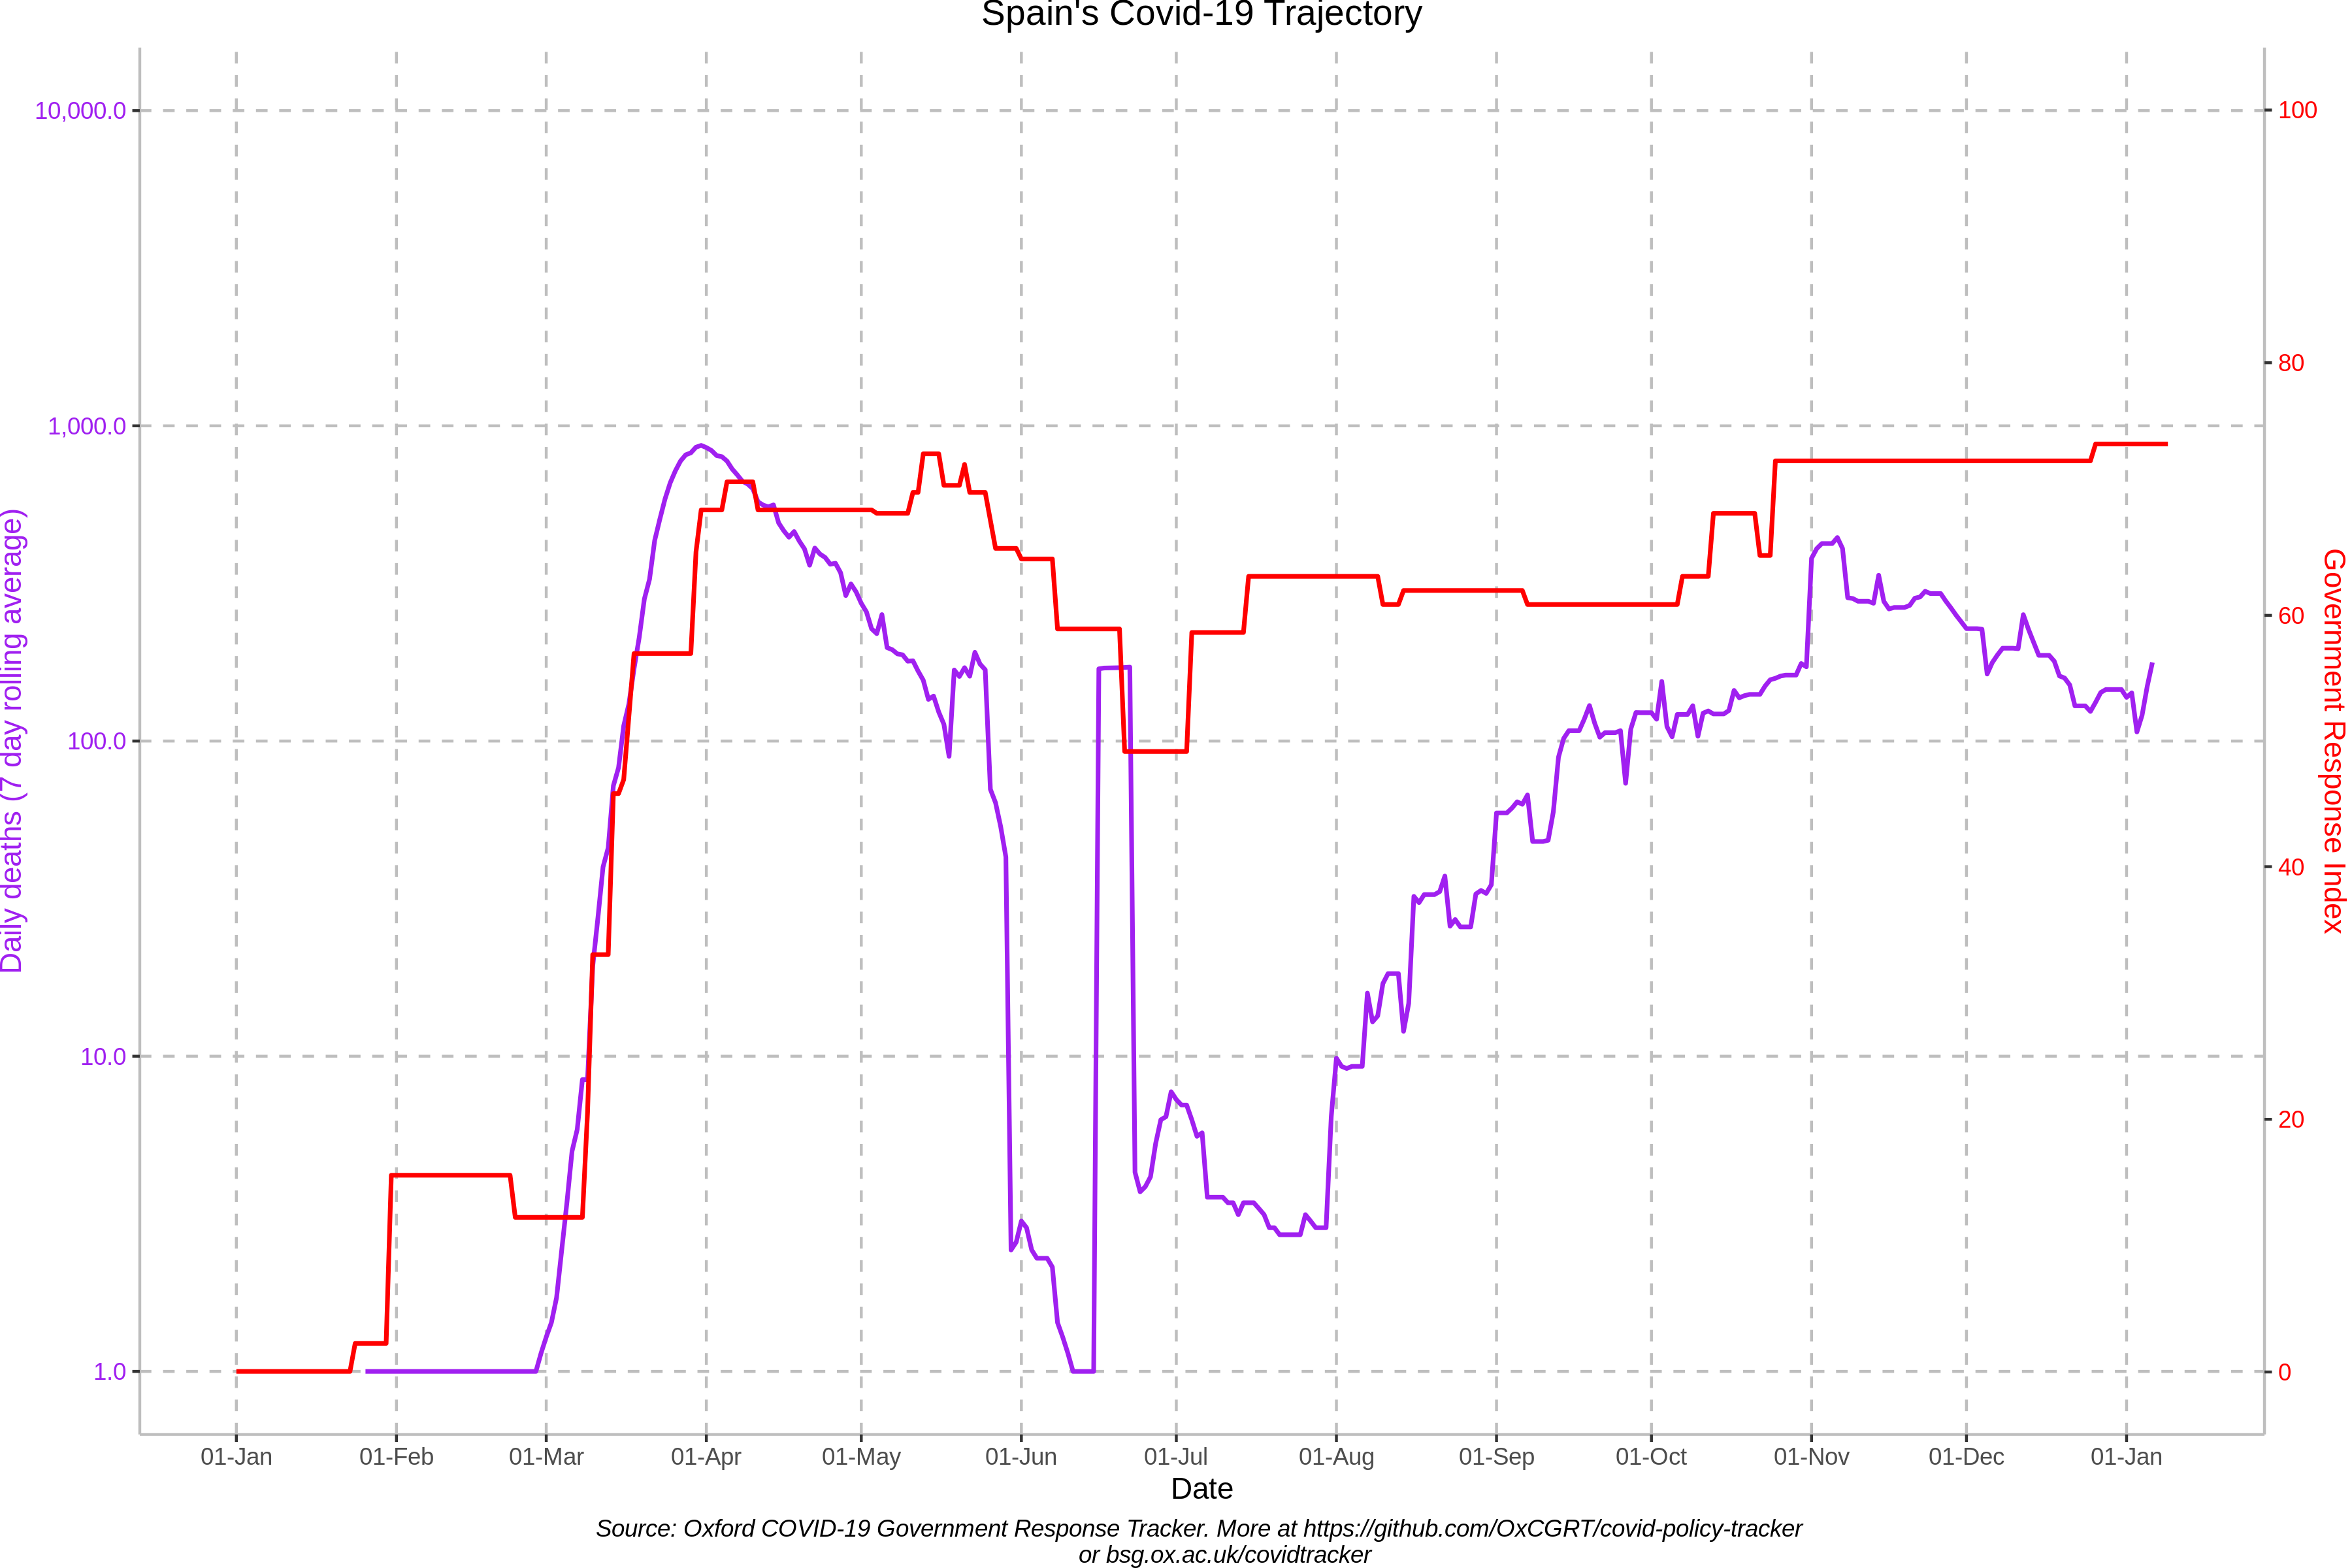 Spain's Covid-19 Trajectory
10,000.0
1,000.0
100.0
10.0
1.0
Daily deaths (7 day rolling average)
100
80
60
40
20
0
Government Response Index
01-Jan 01-Feb 01-Mar 01-Apr 01-May 01-Jun 01-Jul 01-Aug 01-Sep 01-Oct 01-Nov 01-Dec 01-Jan
Date
Source: Oxford COVID-19 Government Response Tracker. More at https://github.com/OxCGRT/covid-policy-tracker
or bsg.ox.ac.uk/covidtracker